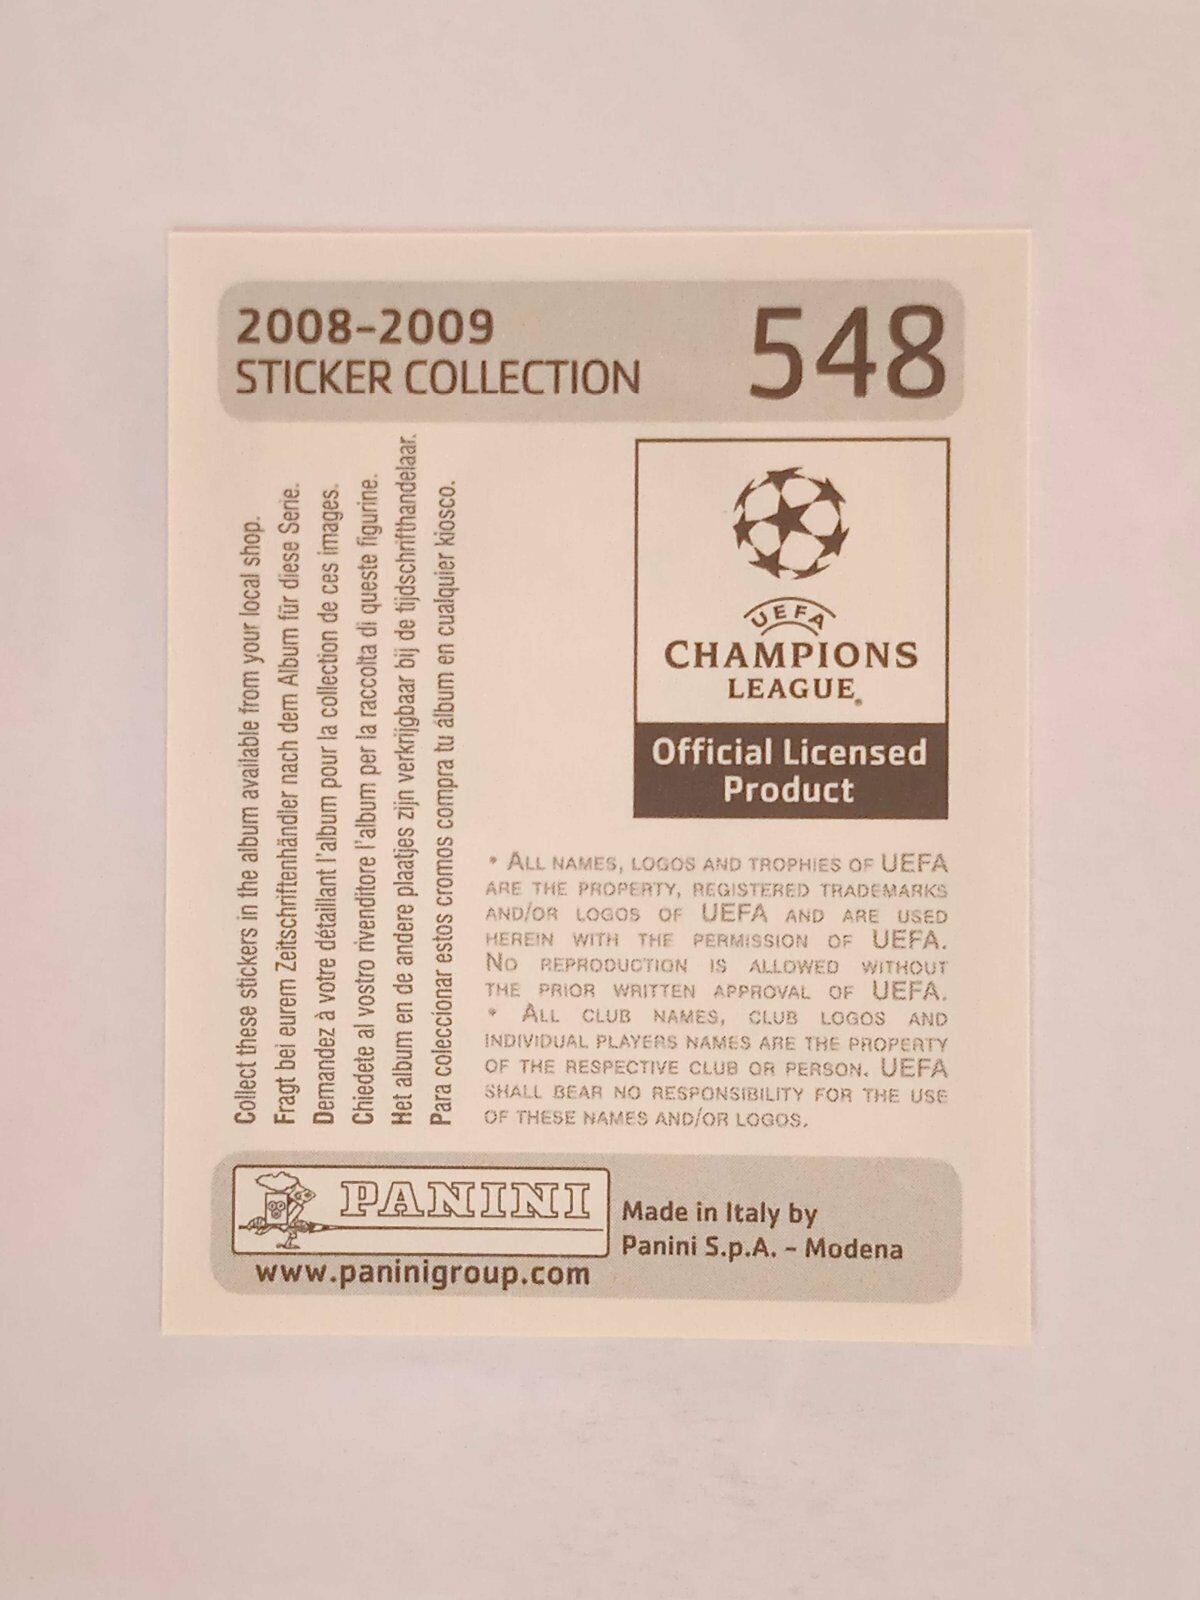 2008-2009
STICKER COLLECTION
548
Collect these stickers in the album available from your local shop.
Fragt bei eurem Zeitschriftenhändler nach dem Album für diese Serie.
Demandez à votre détaillant l'album pour la collection de ces images.
Chiedete al vostro rivenditore l'album per la raccolta di queste figurine.
Het album en de andere plaatjes zijn verkrijgbaar bij de tijdschrifthandelaar.
Para coleccionar estos cromos compra tu álbum en cualquier kiosco.
UEFA
CHAMPIONS
LEAGUE®
Official Licensed
Product
* ALL NAMES, LOGOS AND TROPHIES OF UEFA
ARE THE PROPERTY, REGISTERED TRADEMARKS
AND/OR LOGOS OF UEFA AND ARE USED
HEREIN WITH THE PERMISSION OF UEFA.
NO REPRODUCTION IS ALLOWED WITHOUT
THE PRIOR WRITTEN APPROVAL OF UEFA.
* ALL CLUB NAMES, CLUB LOGOS AND
INDIVIDUAL PLAYERS NAMES ARE THE PROPERTY
OF THE RESPECTIVE CLUB OR PERSON. UEFA
SHALL BEAR NO RESPONSIBILITY FOR THE USE
OF THESE NAMES AND/OR LOGOS.
PANINI
www.paninigroup.com
Made in Italy by
Panini S.p.A. - Modena